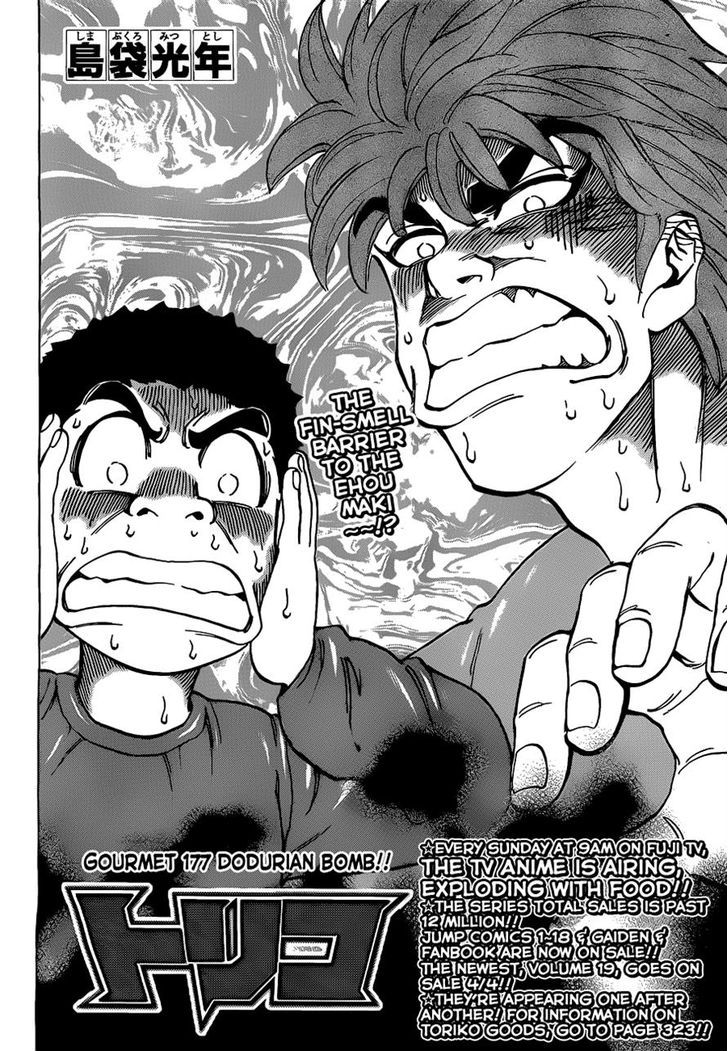 しま ぶくろ みつ とし
島袋光年
THE
FIN-SMELL
BARRIER
TO THE
EHOU
MAKI
~~!?
GOURMET 177 DODURIAN BOMB!!
トリコ
☆EVERY SUNDAY AT 9AM ON FUJI TV,
THE TV ANIME IS AIRING,
EXPLODING WITH FOOD!!
☆THE SERIES TOTAL SALES IS PAST
12 MILLION!!
JUMP COMICS 1-18 & GAIDEN &
FANBOOK ARE NOW ON SALE!!
THE NEWEST, VOLUME 19, GOES ON
SALE 4/4!!
☆THEY'RE APPEARING ONE AFTER
ANOTHER! FOR INFORMATION ON
TORIKO GOODS, GO TO PAGE 323!!